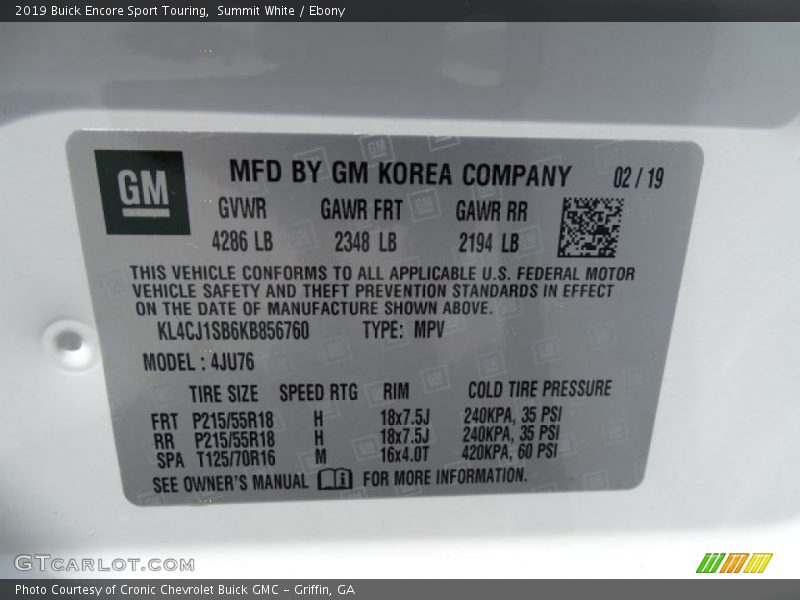 2019 Buick Encore Sport Touring,  Summit White / Ebony
GM
MFD BY GM KOREA COMPANY 02 / 19
GVWR GAWR FRT GAWR RR
4286 LB 2348 LB 2194 LB
THIS VEHICLE CONFORMS TO ALL APPLICABLE U.S. FEDERAL MOTOR
VEHICLE SAFETY AND THEFT PREVENTION STANDARDS IN EFFECT
ON THE DATE OF MANUFACTURE SHOWN ABOVE.
KL4CJ1SB6KB856760 TYPE: MPV
MODEL : 4JU76
TIRE SIZE SPEED RTG RIM COLD TIRE PRESSURE
FRT P215/55R18 H 18x7.5J 240KPA, 35 PSI
RR P215/55R18 H 18x7.5J 240KPA, 35 PSI
SPA T125/70R16 M 16x4.0T 420KPA, 60 PSI
SEE OWNER'S MANUAL FOR MORE INFORMATION.
GTCARLOT.COM
Photo Courtesy of Cronic Chevrolet Buick GMC – Griffin, GA